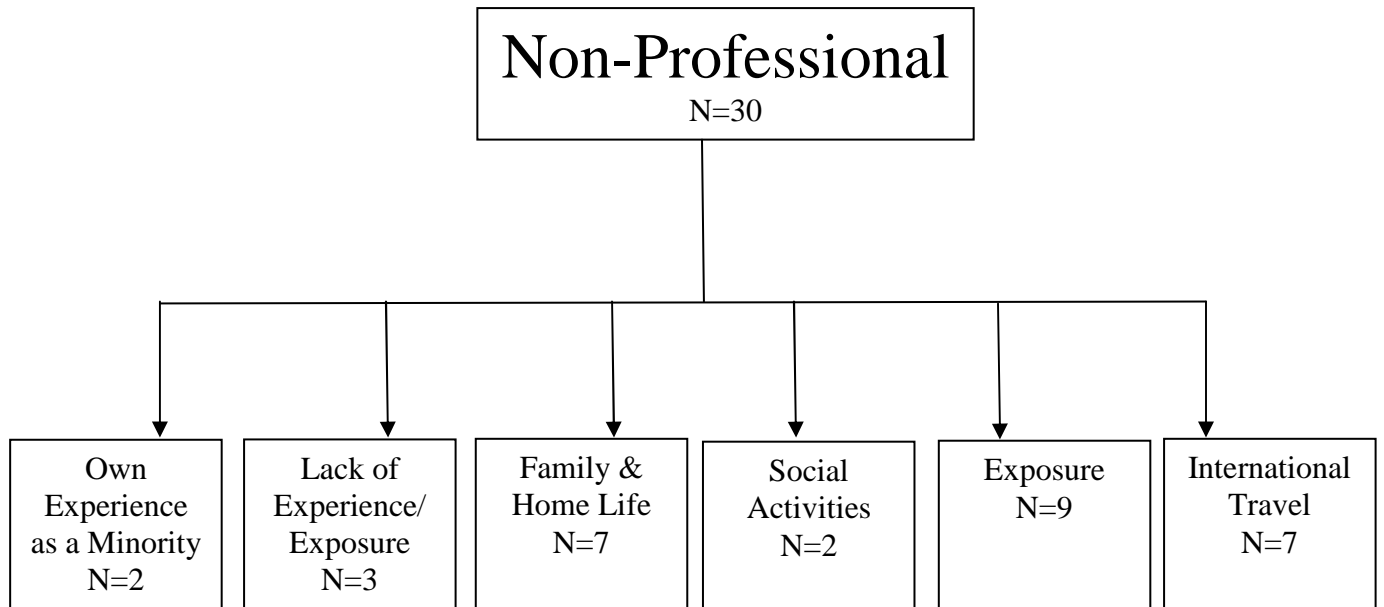 Non-Professional
N=30
Own
Experience
as a Minority
N=2
Lack of
Experience/
Exposure
N=3
Family &
Home Life
N=7
Social
Activities
N=2
Exposure
N=9
International
Travel
N=7